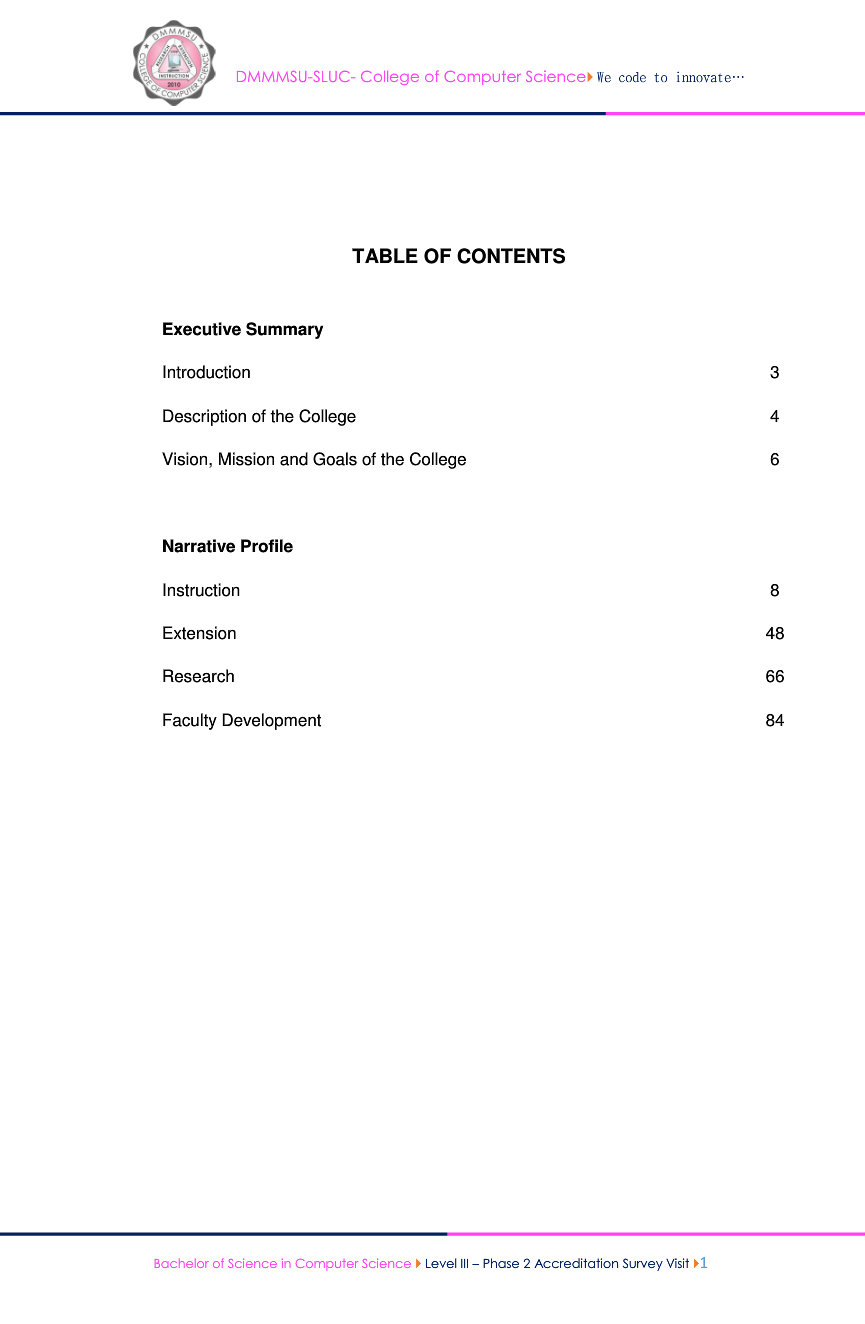 DMMMSU
RESEARCH
EXTENSION
INSTRUCTION
2010
COLLEGE OF COMPUTER SCIENCE
DMMMSU-SLUC- College of Computer Science We code to innovate…
TABLE OF CONTENTS
Executive Summary
Introduction 3
Description of the College 4
Vision, Mission and Goals of the College 6
Narrative Profile
Instruction 8
Extension 48
Research 66
Faculty Development 84
Bachelor of Science in Computer Science Level III – Phase 2 Accreditation Survey Visit 1